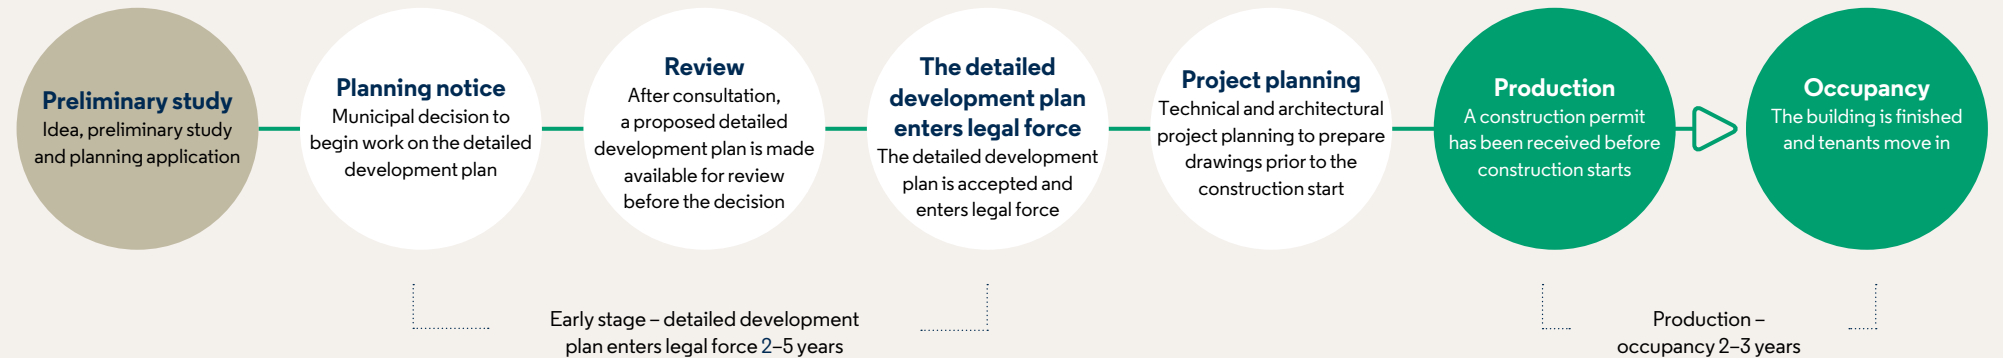 Preliminary study
Idea, preliminary study
and planning application
Planning notice
Municipal decision to
begin work on the detailed
development plan
Review
After consultation,
a proposed detailed
development plan is made
available for review
before the decision
The detailed
development plan
enters legal force
The detailed development
plan is accepted and
enters legal force
Project planning
Technical and architectural
project planning to prepare
drawings prior to the
construction start
Production
A construction permit
has been received before
construction starts
Occupancy
The building is finished
and tenants move in
Early stage – detailed development
plan enters legal force 2–5 years
Production –
occupancy 2–3 years